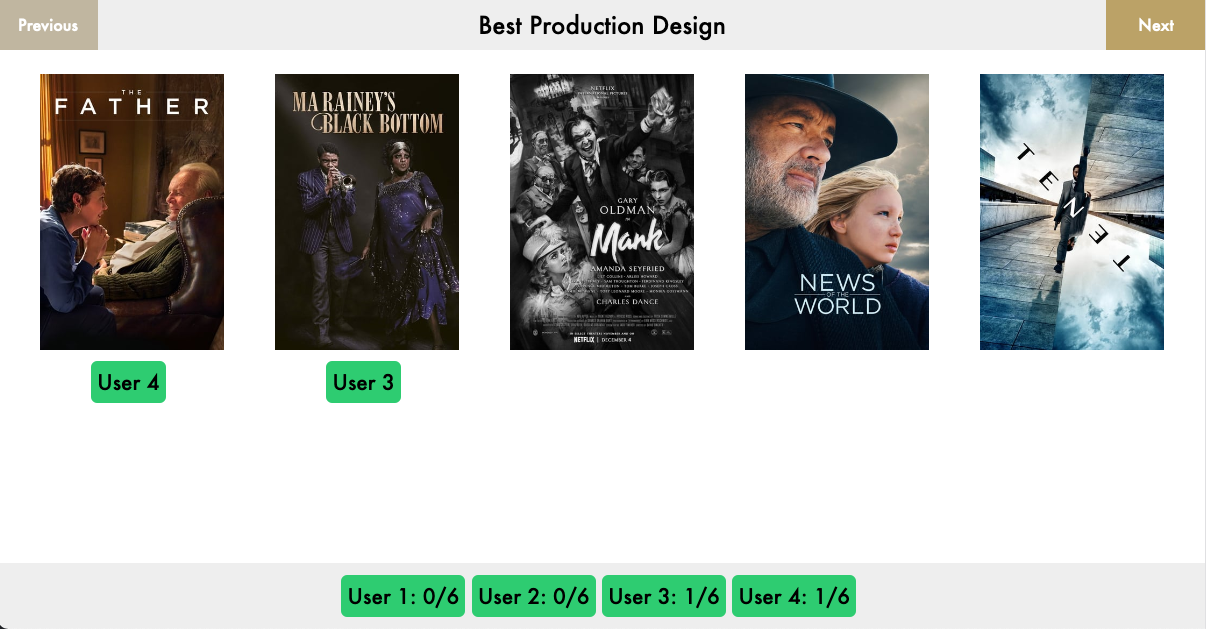 Previous
Best Production Design
Next
THE
FATHER
MA RAINEY'S
BLACK BOTTOM
NETFLIX
GARY
OLDMAN
Mank
AMANDA SEYFRIED
CHARLES DANCE
NETFLIX | DECEMBER 4
NEWS
OF THE
WORLD
TENET
User 4
User 3
User 1: 0/6
User 2: 0/6
User 3: 1/6
User 4: 1/6